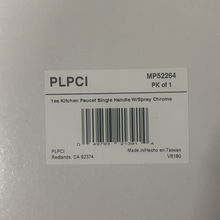 PLPCI
MP52264
PK of 1
1ea Kitchen Faucet Single Handle W/Spray Chrome
PLPCI
Redlands, CA 92374
Made in/Hecho en:Taiwan
V8180